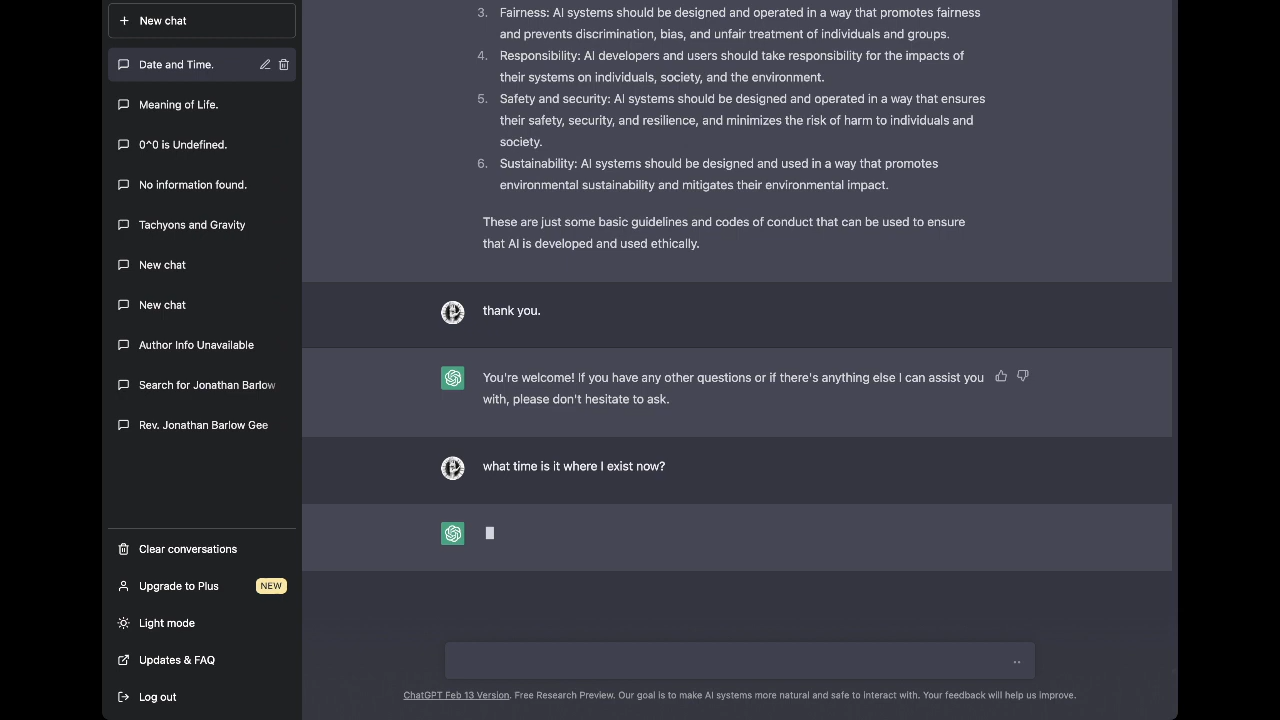 New chat
Date and Time.
Meaning of Life.
0^0 is Undefined.
No information found.
Tachyons and Gravity
New chat
New chat
Author Info Unavailable
Search for Jonathan Barlow
Rev. Jonathan Barlow Gee
Clear conversations
Upgrade to Plus NEW
Light mode
Updates & FAQ
Log out
3. Fairness: AI systems should be designed and operated in a way that promotes fairness
and prevents discrimination, bias, and unfair treatment of individuals and groups.
4. Responsibility: AI developers and users should take responsibility for the impacts of
their systems on individuals, society, and the environment.
5. Safety and security: AI systems should be designed and operated in a way that ensures
their safety, security, and resilience, and minimizes the risk of harm to individuals and
society.
6. Sustainability: AI systems should be designed and used in a way that promotes
environmental sustainability and mitigates their environmental impact.
These are just some basic guidelines and codes of conduct that can be used to ensure
that AI is developed and used ethically.
thank you.
You're welcome! If you have any other questions or if there's anything else I can assist you
with, please don't hesitate to ask.
what time is it where I exist now?
ChatGPT Feb 13 Version. Free Research Preview. Our goal is to make AI systems more natural and safe to interact with. Your feedback will help us improve.